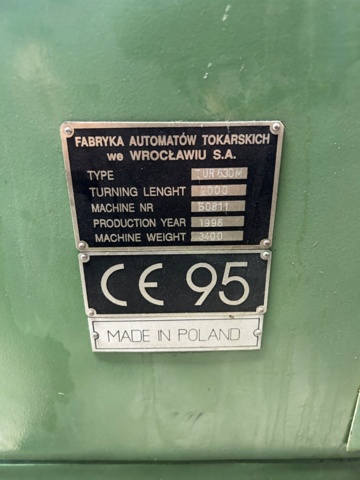 FABRYKA AUTOMATÓW TOKARSKICH
we WROCŁAWIU S.A.
TYPE TUR 630M
TURNING LENGHT 2000
MACHINE NR 50811
PRODUCTION YEAR 1996
MACHINE WEIGHT 3400
CE 95
MADE IN POLAND